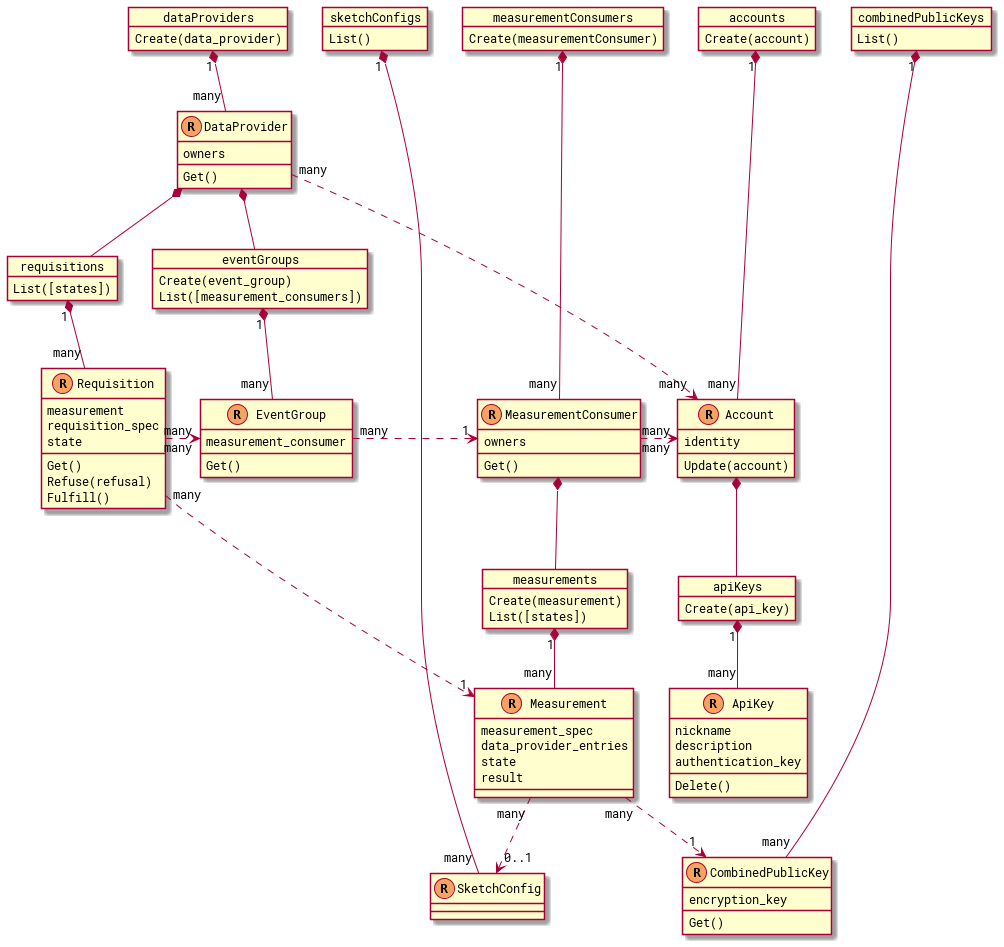 dataProviders
Create(data_provider)
sketchConfigs
List()
measurementConsumers
Create(measurementConsumer)
accounts
Create(account)
combinedPublicKeys
List()
1
1
1
1
1
many
R DataProvider
owners
Get()
many
requisitions
List([states])
eventGroups
Create(event_group)
List([measurement_consumers])
1
1
many
many
many
many
many
R Requisition
measurement
requisition_spec
state
Get()
Refuse(refusal)
Fulfill()
many
many
many
R EventGroup
measurement_consumer
Get()
many
1
R MeasurementConsumer
owners
Get()
many
many
R Account
identity
Update(account)
measurements
Create(measurement)
List([states])
apiKeys
Create(api_key)
1
1
many
many
1
R Measurement
measurement_spec
data_provider_entries
state
result
R ApiKey
nickname
description
authentication_key
Delete()
many
many
many
0..1
1
many
R SketchConfig
R CombinedPublicKey
encryption_key
Get()